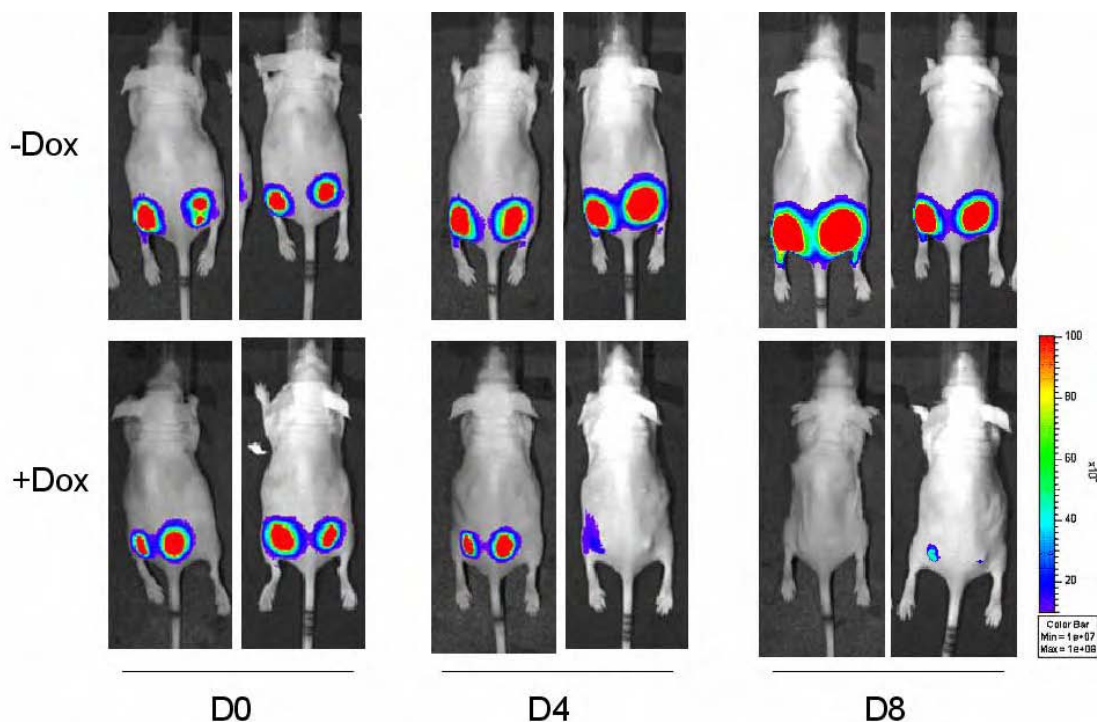 -Dox
+Dox
100
80
60
40
20
Color Bar
Min = 1e+07
Max = 1e+08
D0
D4
D8